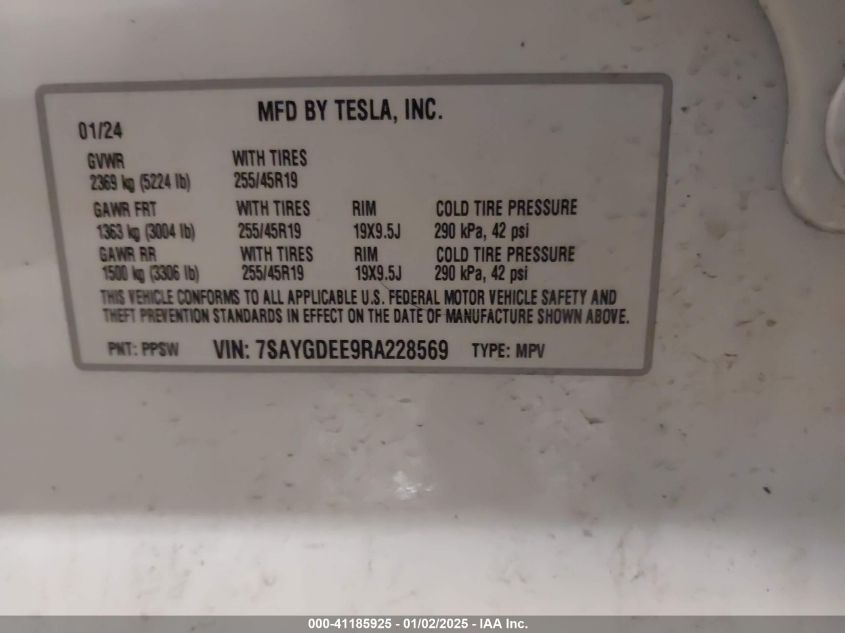 MFD BY TESLA, INC.
01/24
GVWR WITH TIRES
2369 kg (5224 lb) 255/45R19
GAWR FRT WITH TIRES RIM COLD TIRE PRESSURE
1363 kg (3004 lb) 255/45R19 19X9.5J 290 kPa, 42 psi
GAWR RR WITH TIRES RIM COLD TIRE PRESSURE
1500 kg (3306 lb) 255/45R19 19X9.5J 290 kPa, 42 psi
THIS VEHICLE CONFORMS TO ALL APPLICABLE U.S. FEDERAL MOTOR VEHICLE SAFETY AND
THEFT PREVENTION STANDARDS IN EFFECT ON THE DATE OF MANUFACTURE SHOWN ABOVE.
PNT: PPSW VIN: 7SAYGDEE9RA228569 TYPE: MPV
000-41185925 - 01/02/2025 - IAA Inc.